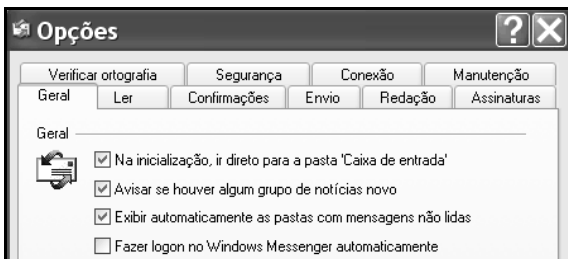 Opções
Verificar ortografia Segurança Conexão Manutenção
Geral Ler Confirmações Envio Redação Assinaturas
Geral
Na inicialização, ir direto para a pasta 'Caixa de entrada'
Avisar se houver algum grupo de notícias novo
Exibir automaticamente as pastas com mensagens não lidas
Fazer logon no Windows Messenger automaticamente